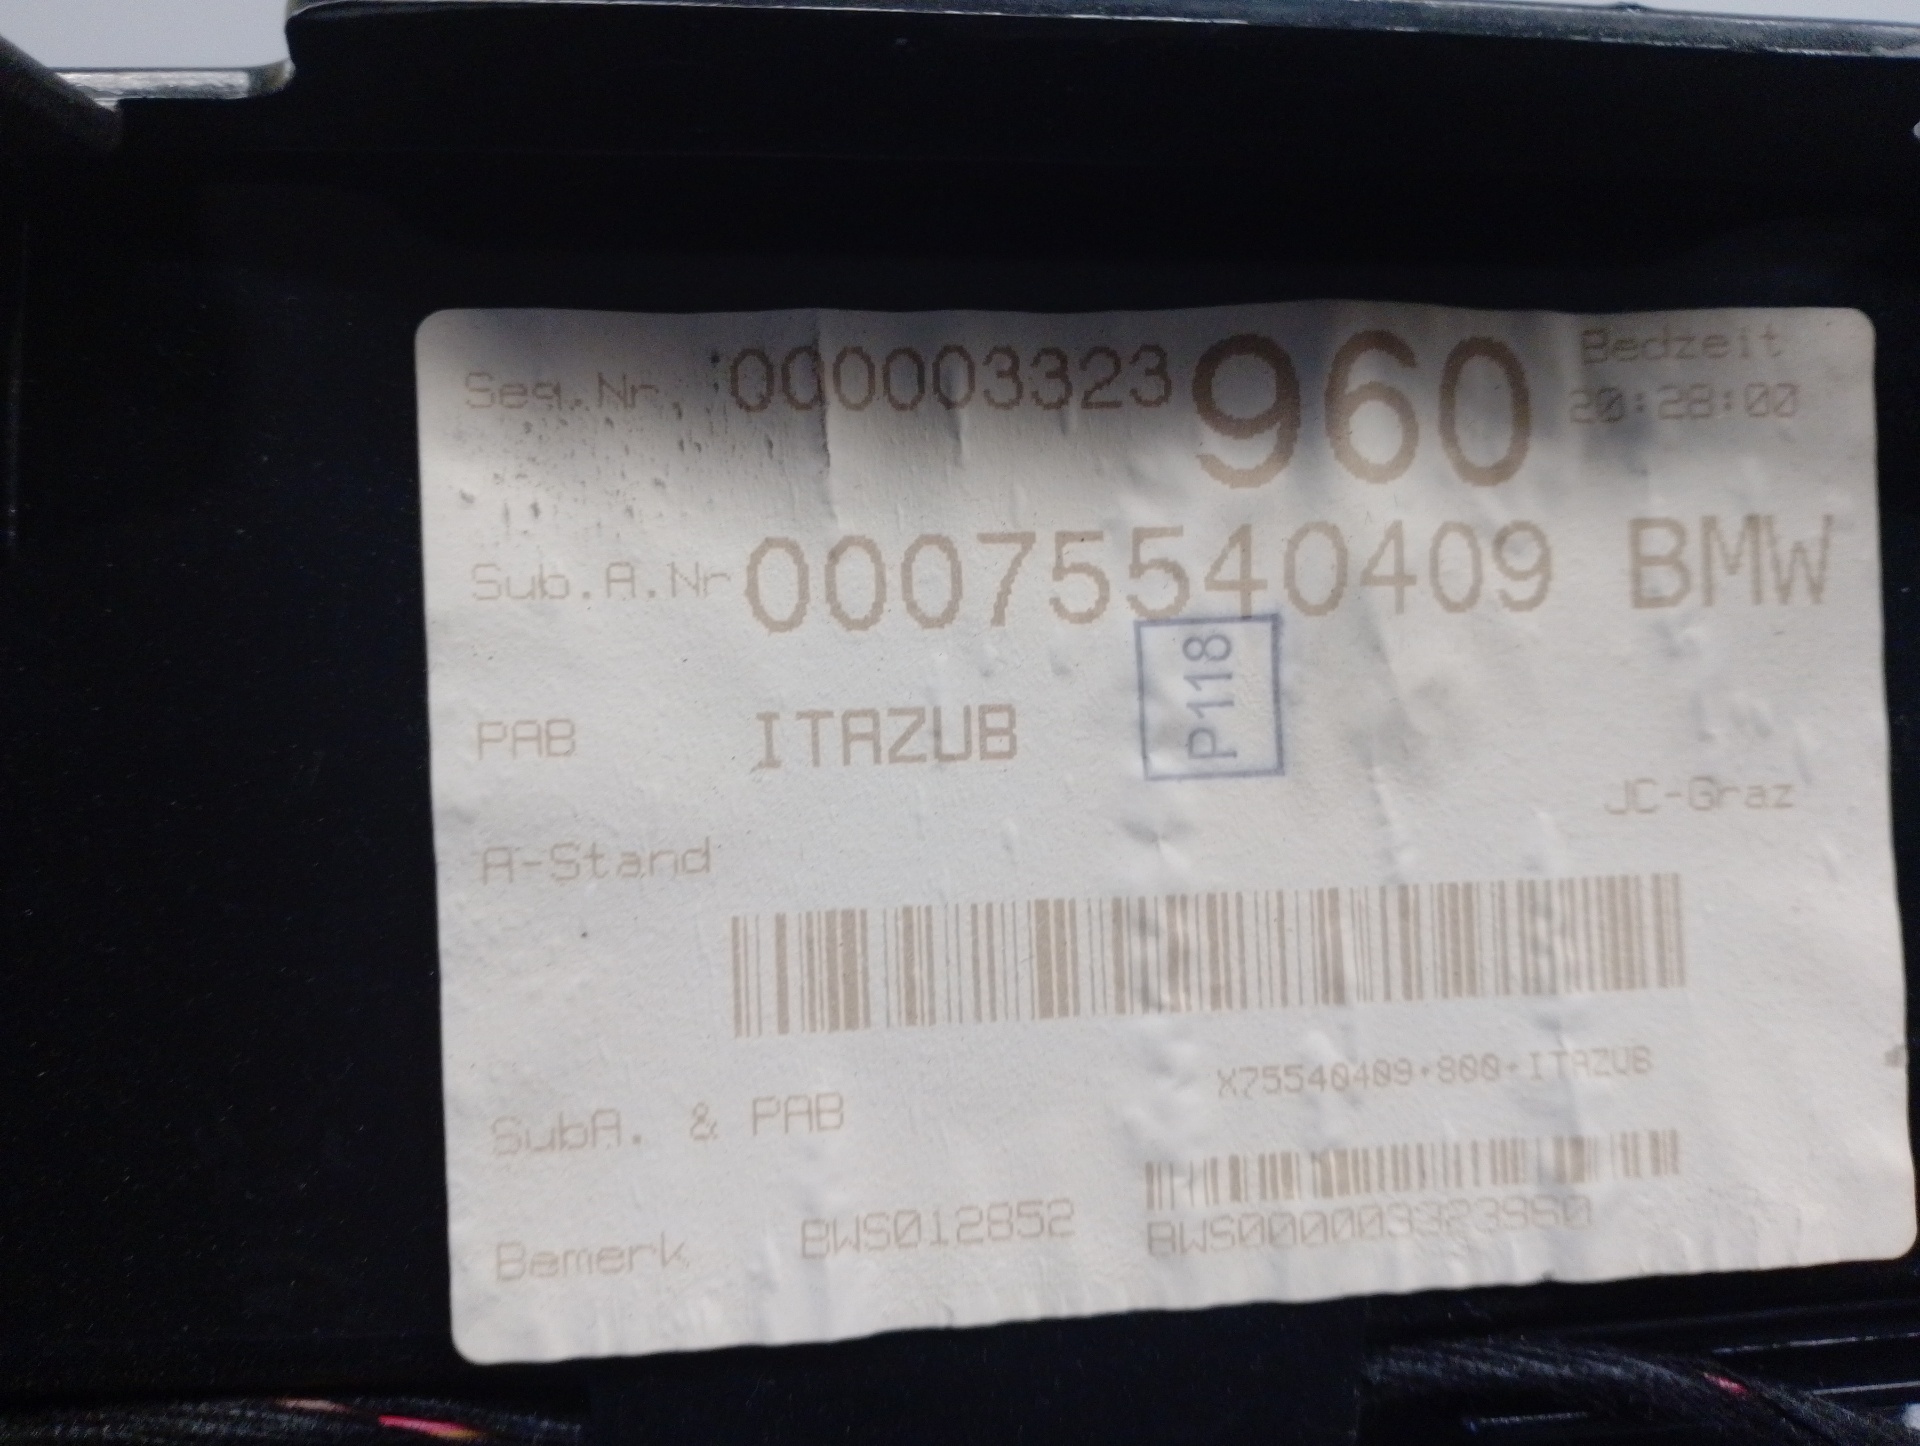 Seq.Nr. 000003323 960 Bedzeit
20:28:00
Sub.A.Nr 00075540409 BMW
P118
PAB ITAZUB
JC-Graz
A-Stand
X75540409+800+ITAZUB
SubA. & PAB
Bemerk BWS012852 BWS000003323960